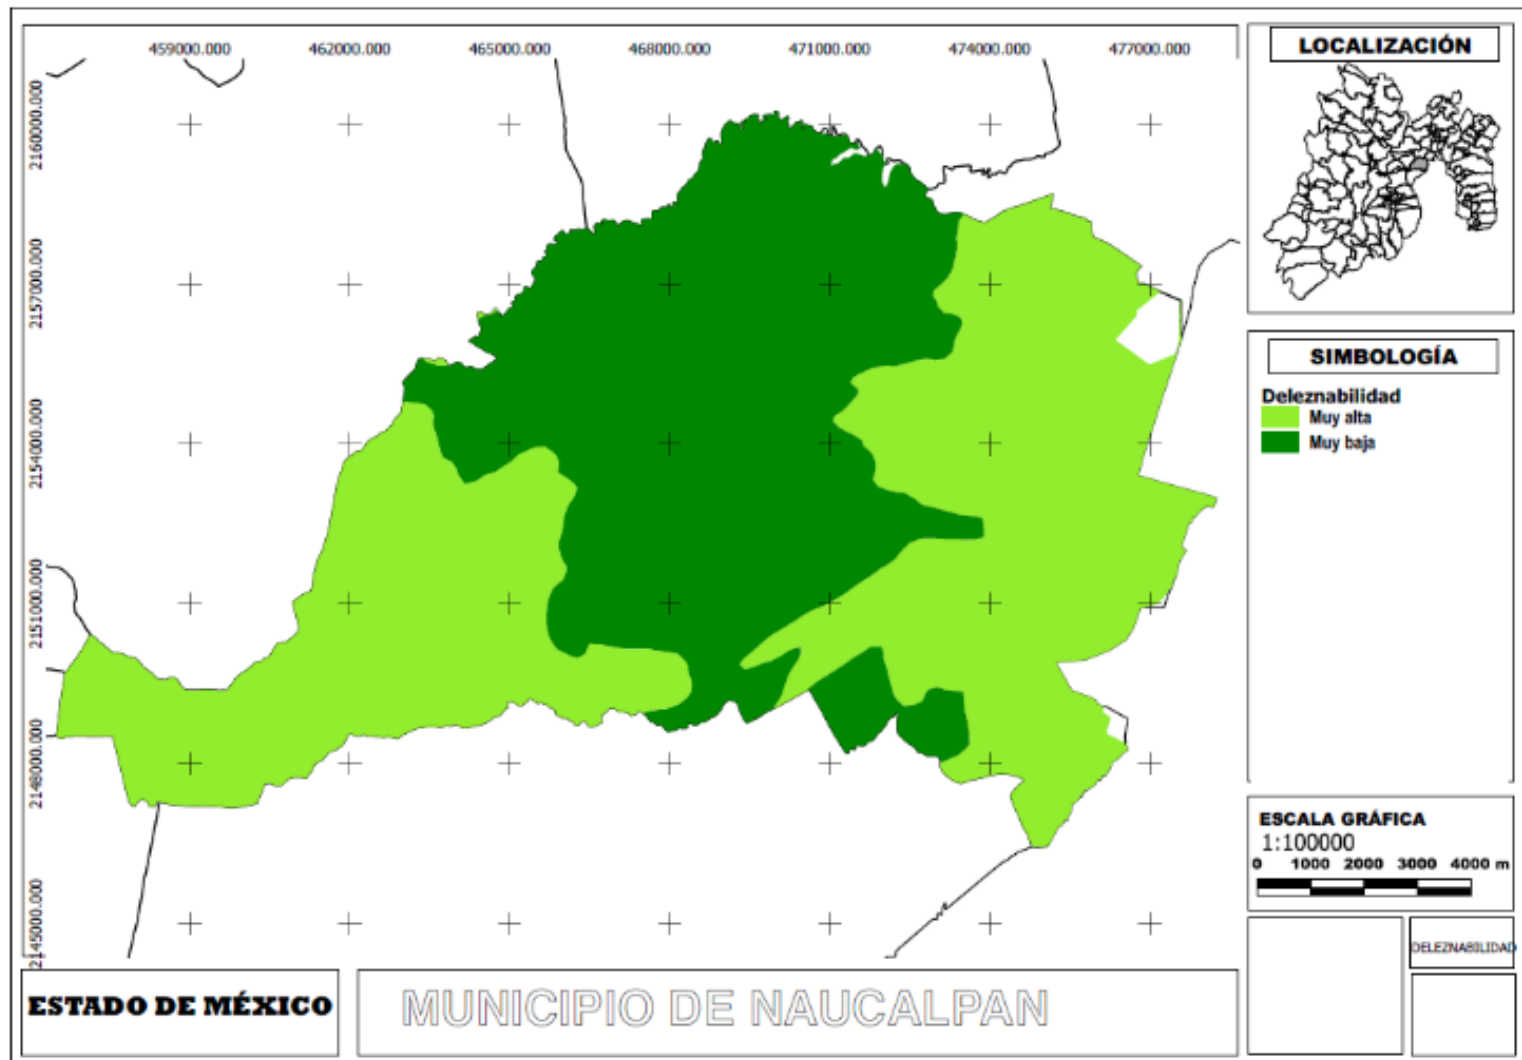 459000.000 462000.000 465000.000 468000.000 471000.000 474000.000 477000.000
2160000.000
2157000.000
2154000.000
2151000.000
2148000.000
2145000.000
LOCALIZACIÓN
SIMBOLOGÍA
Deleznabilidad
Muy alta
Muy baja
ESCALA GRÁFICA
1:100000
0 1000 2000 3000 4000 m
DELEZNABILIDAD
ESTADO DE MÉXICO
MUNICIPIO DE NAUCALPAN